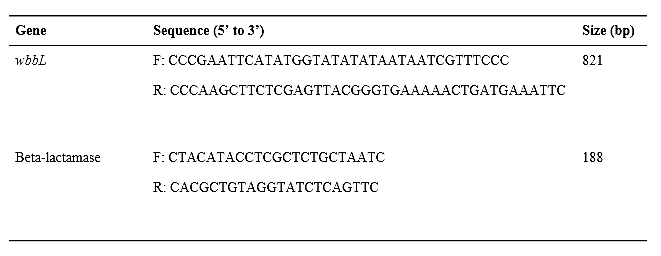 Gene Sequence (5’ to 3’) Size (bp)
wbbL F: CCCGAATTCATATGGTATATATAATAATCGTTTCCC 821
R: CCCAAGCTTCTCGAGTTACGGGTGAAAAACTGATGAAATTC
Beta-lactamase F: CTACATACCTCGCTCTGCTAATC 188
R: CACGCTGTAGGTATCTCAGTTC